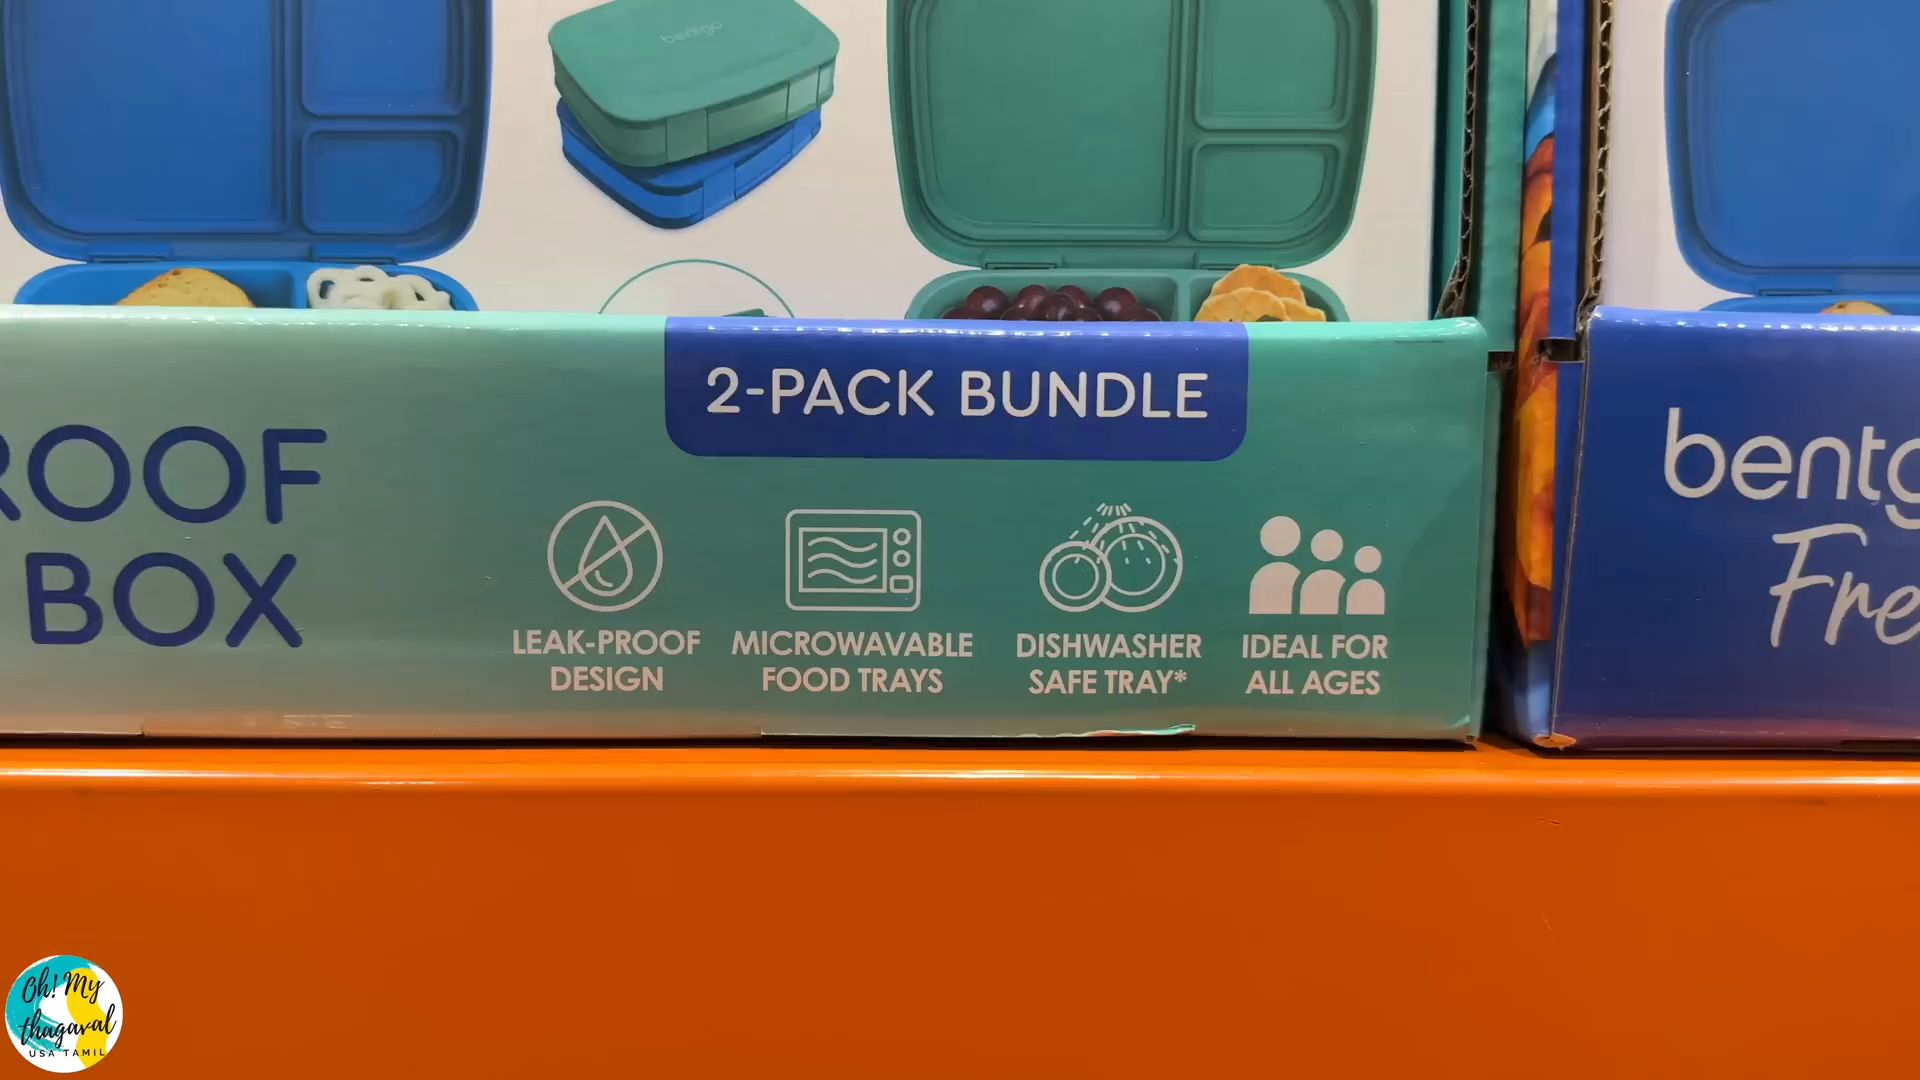 bentgo
2-PACK BUNDLE
ROOF
BOX
LEAK-PROOF
DESIGN
MICROWAVABLE
FOOD TRAYS
DISHWASHER
SAFE TRAY*
IDEAL FOR
ALL AGES
bentg
Fre
Oh! My
thagaval
USA TAMIL